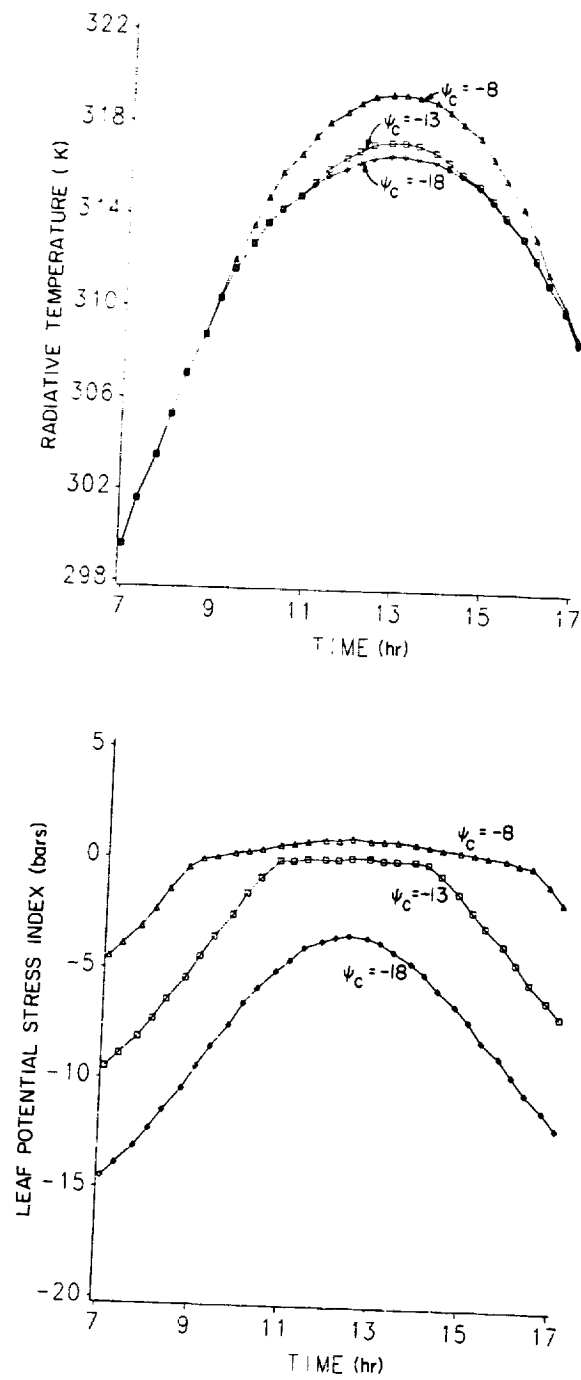 322
318
314
310
306
302
298
RADIATIVE TEMPERATURE (K)
ψc = -8
ψc = -13
ψc = -18
7 9 11 13 15 17
TIME (hr)
5
0
-5
-10
-15
-20
LEAF POTENTIAL STRESS INDEX (bars)
ψc = -8
ψc = -13
ψc = -18
7 9 11 13 15 17
TIME (hr)